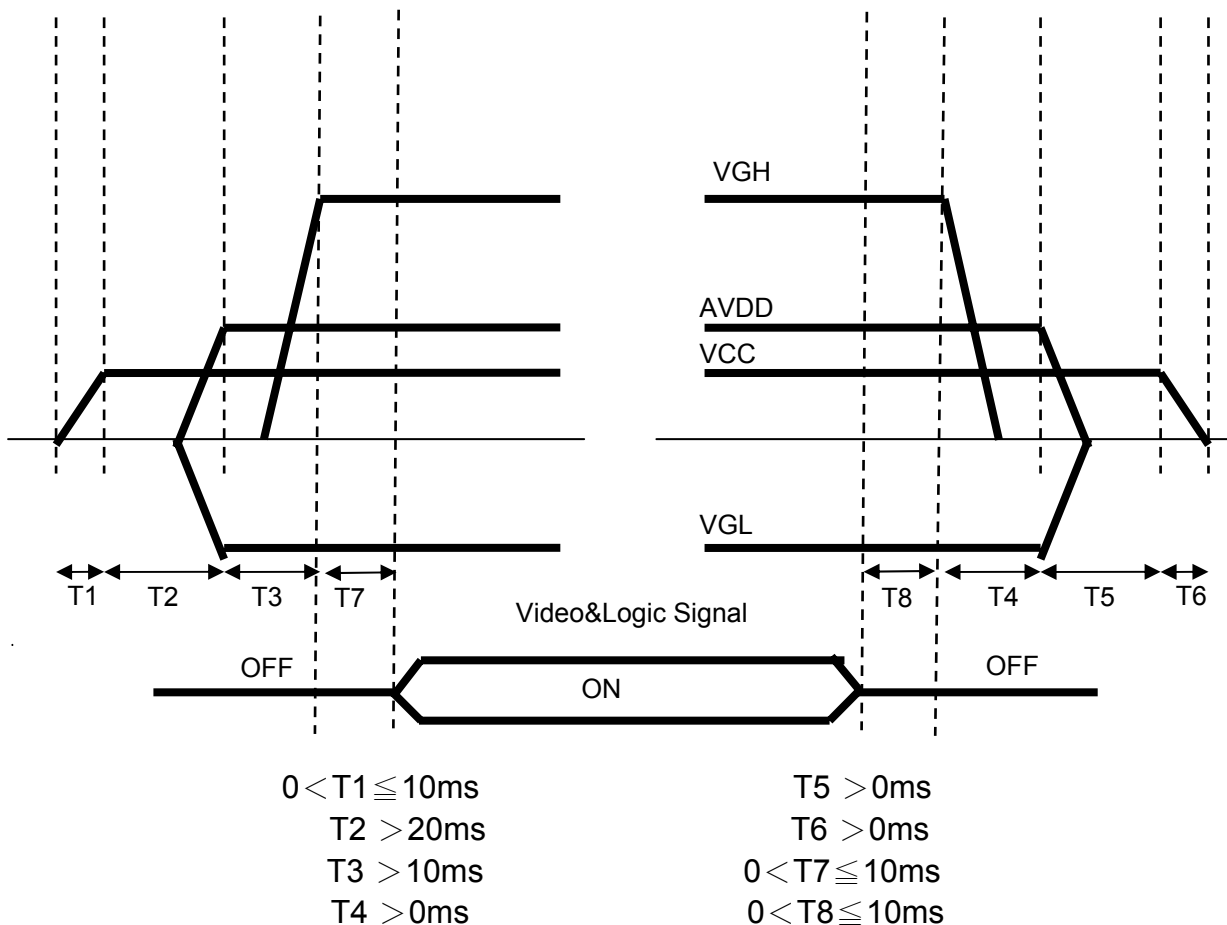 VGH
AVDD
VCC
VGL
T1 T2 T3 T7 T8 T4 T5 T6
Video&Logic Signal
OFF ON OFF
0<T1≦10ms
T2 >20ms
T3 >10ms
T4 >0ms
T5 >0ms
T6 >0ms
0<T7≦10ms
0<T8≦10ms